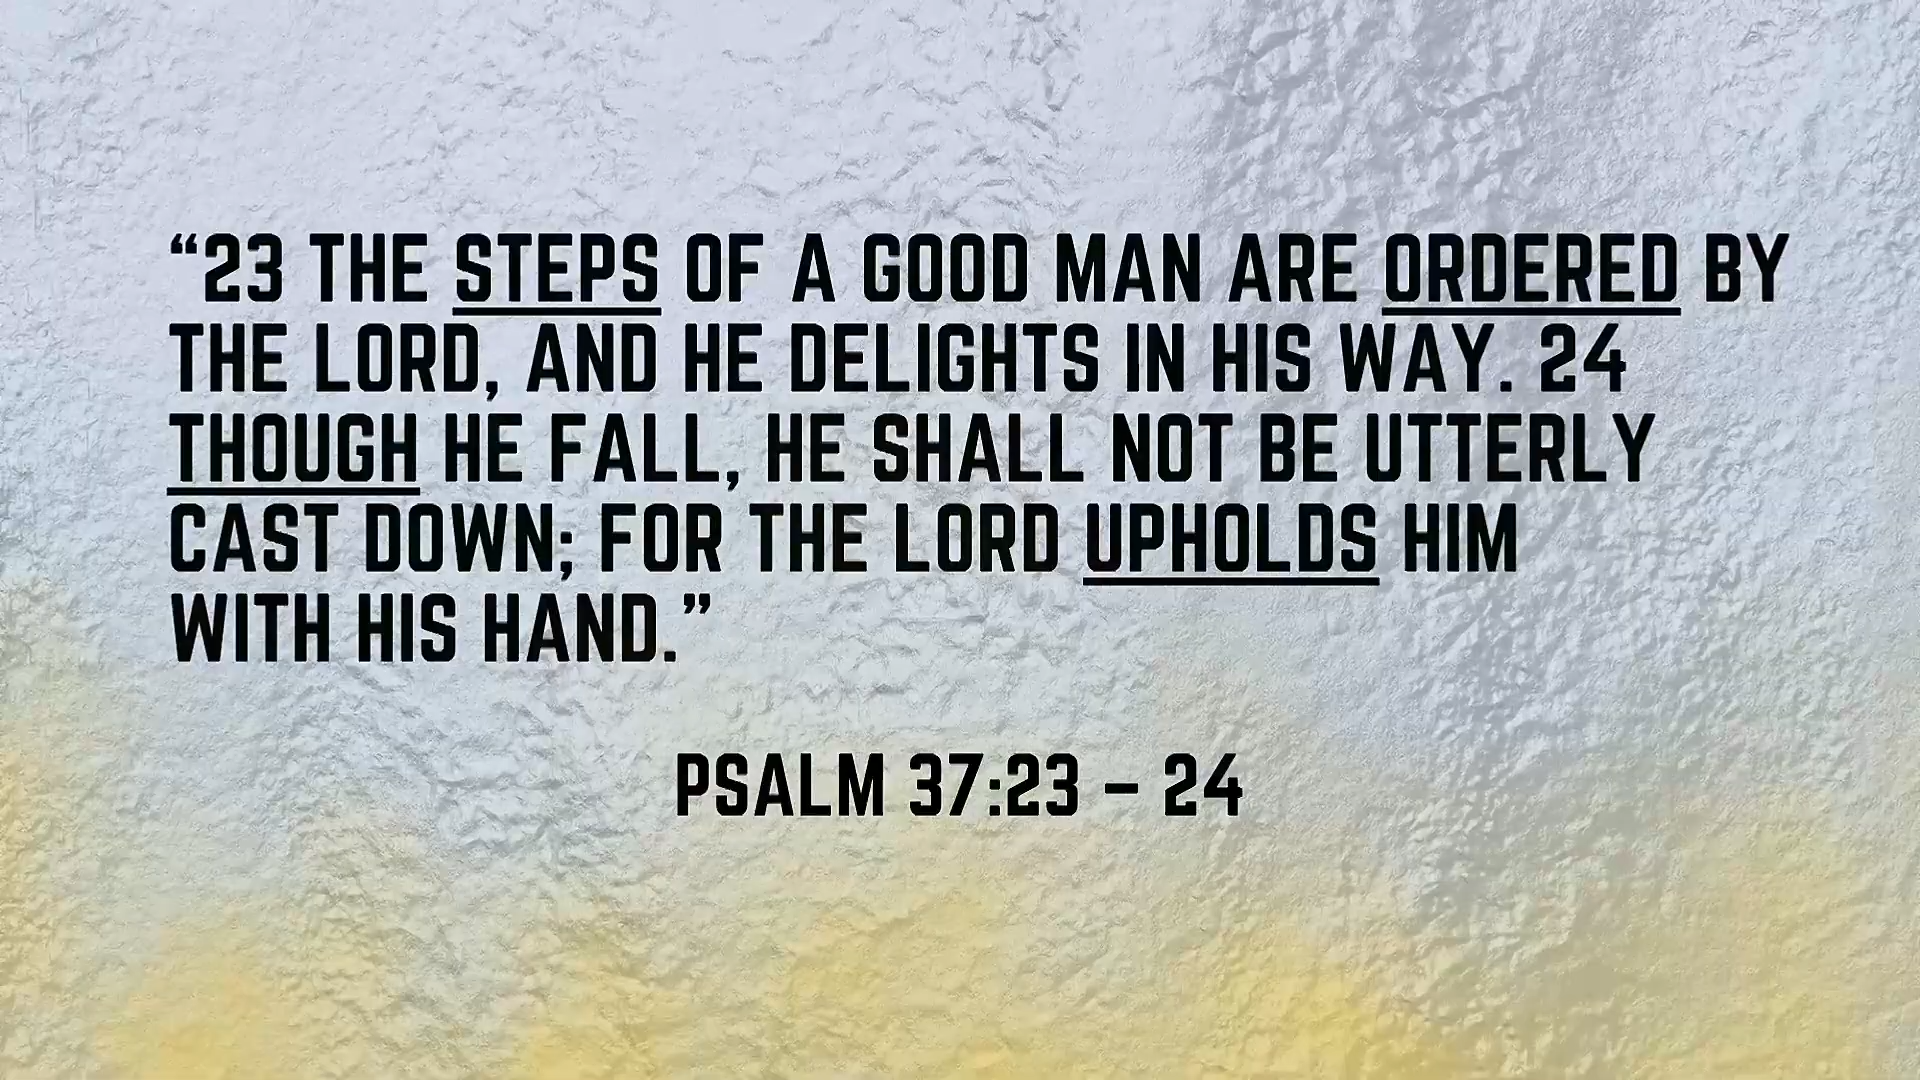 “23 THE STEPS OF A GOOD MAN ARE ORDERED BY
THE LORD, AND HE DELIGHTS IN HIS WAY. 24
THOUGH HE FALL, HE SHALL NOT BE UTTERLY
CAST DOWN; FOR THE LORD UPHOLDS HIM
WITH HIS HAND.”
PSALM 37:23 – 24